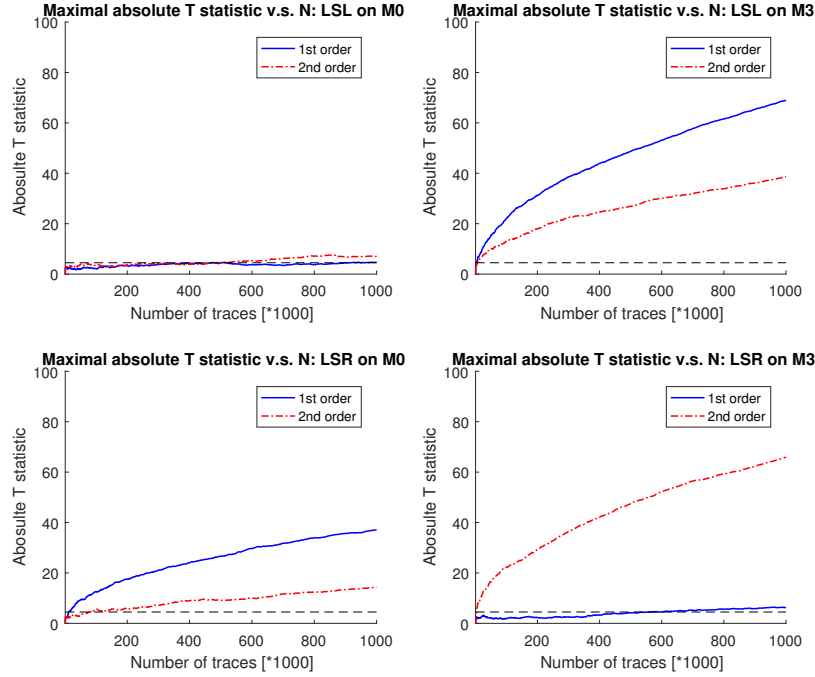 Maximal absolute T statistic v.s. N: LSL on M0
100
80
60
40
20
0
Abosulte T statistic
1st order
2nd order
200 400 600 800 1000
Number of traces [*1000]
Maximal absolute T statistic v.s. N: LSL on M3
100
80
60
40
20
0
Abosulte T statistic
1st order
2nd order
200 400 600 800 1000
Number of traces [*1000]
Maximal absolute T statistic v.s. N: LSR on M0
100
80
60
40
20
0
Abosulte T statistic
1st order
2nd order
200 400 600 800 1000
Number of traces [*1000]
Maximal absolute T statistic v.s. N: LSR on M3
100
80
60
40
20
0
Abosulte T statistic
1st order
2nd order
200 400 600 800 1000
Number of traces [*1000]